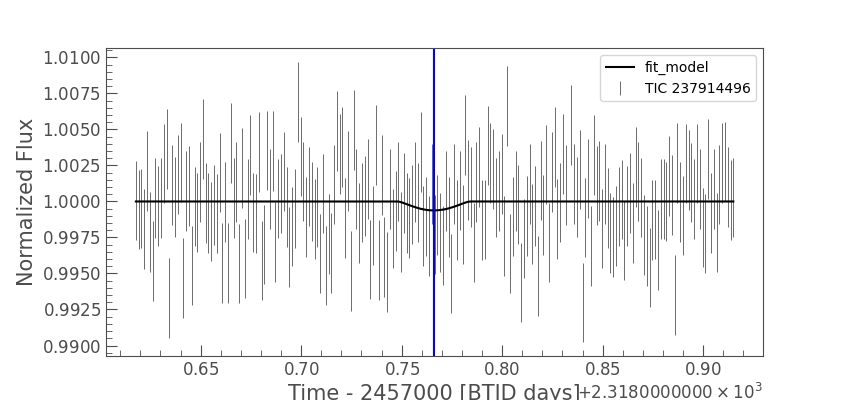 1.0100
1.0075
1.0050
1.0025
1.0000
0.9975
0.9950
0.9925
0.9900
Normalized Flux
fit_model
TIC 237914496
0.65 0.70 0.75 0.80 0.85 0.90
Time - 2457000 [BTJD days]
+2.3180000000 × 10³